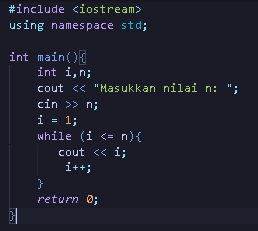 #include <iostream>
using namespace std;

int main(){
    int i,n;
    cout << "Masukkan nilai n: ";
    cin >> n;
    i = 1;
    while (i <= n){
       cout << i;
        i++;
    }
    return 0;
}